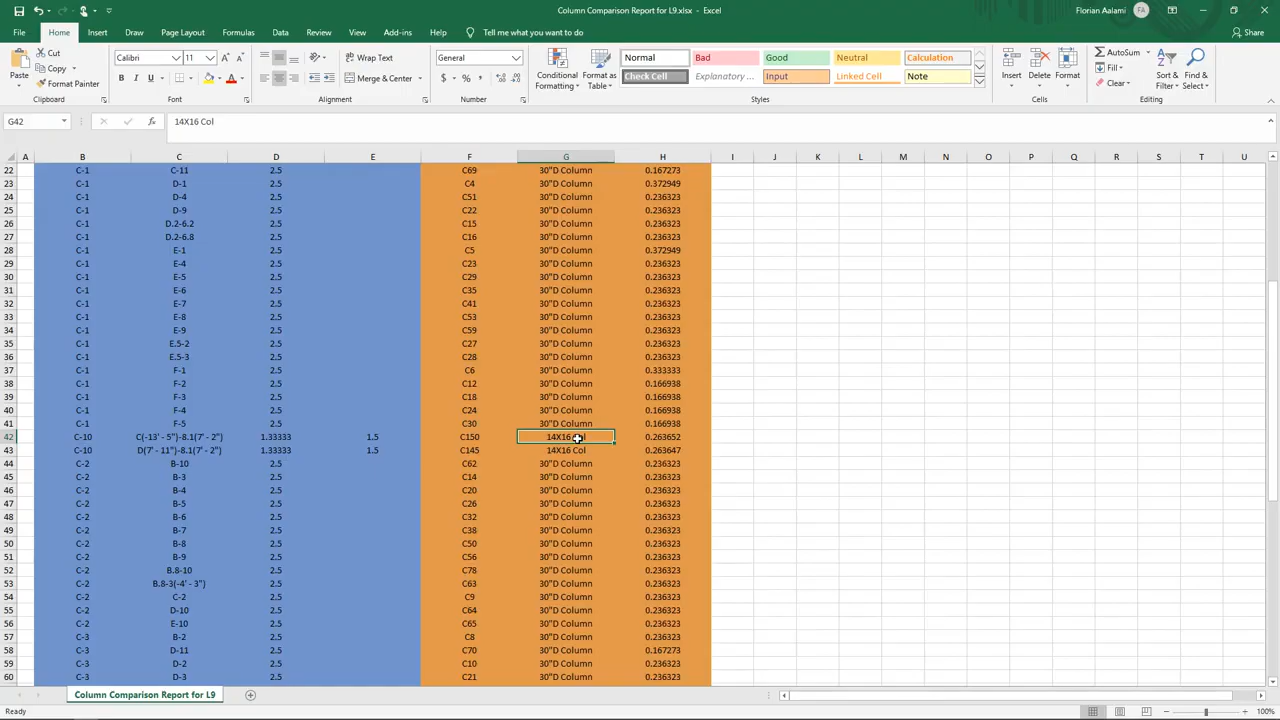 Column Comparison Report for L9.xlsx - Excel
Florian Aslami FA
File Home Insert Draw Page Layout Formulas Data Review View Add-ins Help Tell me what you want to do Share
Paste Cut Copy Format Painter Clipboard
Calibri 11 B I U A Font
Wrap Text Merge & Center Alignment
General $ % Number
Conditional Formatting Format as Table
Normal Bad Good Neutral Calculation
Check Cell Explanatory ... Input Linked Cell Note Styles
Insert Delete Format Cells
AutoSum Fill Clear Sort & Filter Find & Select Editing
G42 fx 14X16 Col
A B C D E F G H I J K L M N O P Q R S T U
22 C-1 C-11 2.5 C69 30"D Column 0.167273
23 C-1 D-1 2.5 C4 30"D Column 0.372949
24 C-1 D-4 2.5 C51 30"D Column 0.236323
25 C-1 D-9 2.5 C22 30"D Column 0.236323
26 C-1 D.2-6.2 2.5 C15 30"D Column 0.236323
27 C-1 D.2-6.8 2.5 C16 30"D Column 0.236323
28 C-1 E-1 2.5 C5 30"D Column 0.372949
29 C-1 E-4 2.5 C23 30"D Column 0.236323
30 C-1 E-5 2.5 C29 30"D Column 0.236323
31 C-1 E-6 2.5 C35 30"D Column 0.236323
32 C-1 E-7 2.5 C41 30"D Column 0.236323
33 C-1 E-8 2.5 C53 30"D Column 0.236323
34 C-1 E-9 2.5 C59 30"D Column 0.236323
35 C-1 E.5-2 2.5 C27 30"D Column 0.236323
36 C-1 E.5-3 2.5 C28 30"D Column 0.236323
37 C-1 F-1 2.5 C6 30"D Column 0.333333
38 C-1 F-2 2.5 C12 30"D Column 0.166938
39 C-1 F-3 2.5 C18 30"D Column 0.166938
40 C-1 F-4 2.5 C24 30"D Column 0.166938
41 C-1 F-5 2.5 C30 30"D Column 0.166938
42 C-10 C(-13' - 5")-8.1(7' - 2") 1.33333 1.5 C150 14X16 Col 0.263652
43 C-10 D(7' - 11")-8.1(7' - 2") 1.33333 1.5 C145 14X16 Col 0.263647
44 C-2 B-10 2.5 C62 30"D Column 0.236323
45 C-2 B-3 2.5 C14 30"D Column 0.236323
46 C-2 B-4 2.5 C20 30"D Column 0.236323
47 C-2 B-5 2.5 C26 30"D Column 0.236323
48 C-2 B-6 2.5 C32 30"D Column 0.236323
49 C-2 B-7 2.5 C38 30"D Column 0.236323
50 C-2 B-8 2.5 C50 30"D Column 0.236323
51 C-2 B-9 2.5 C56 30"D Column 0.236323
52 C-2 B.8-10 2.5 C78 30"D Column 0.236323
53 C-2 B.8-3(-4' - 3") 2.5 C63 30"D Column 0.236323
54 C-2 C-2 2.5 C9 30"D Column 0.236323
55 C-2 D-10 2.5 C64 30"D Column 0.236323
56 C-2 E-10 2.5 C65 30"D Column 0.236323
57 C-3 B-2 2.5 C8 30"D Column 0.236323
58 C-3 D-11 2.5 C70 30"D Column 0.167273
59 C-3 D-2 2.5 C10 30"D Column 0.236323
60 C-3 D-3 2.5 C21 30"D Column 0.236323
Column Comparison Report for L9
Ready 100%